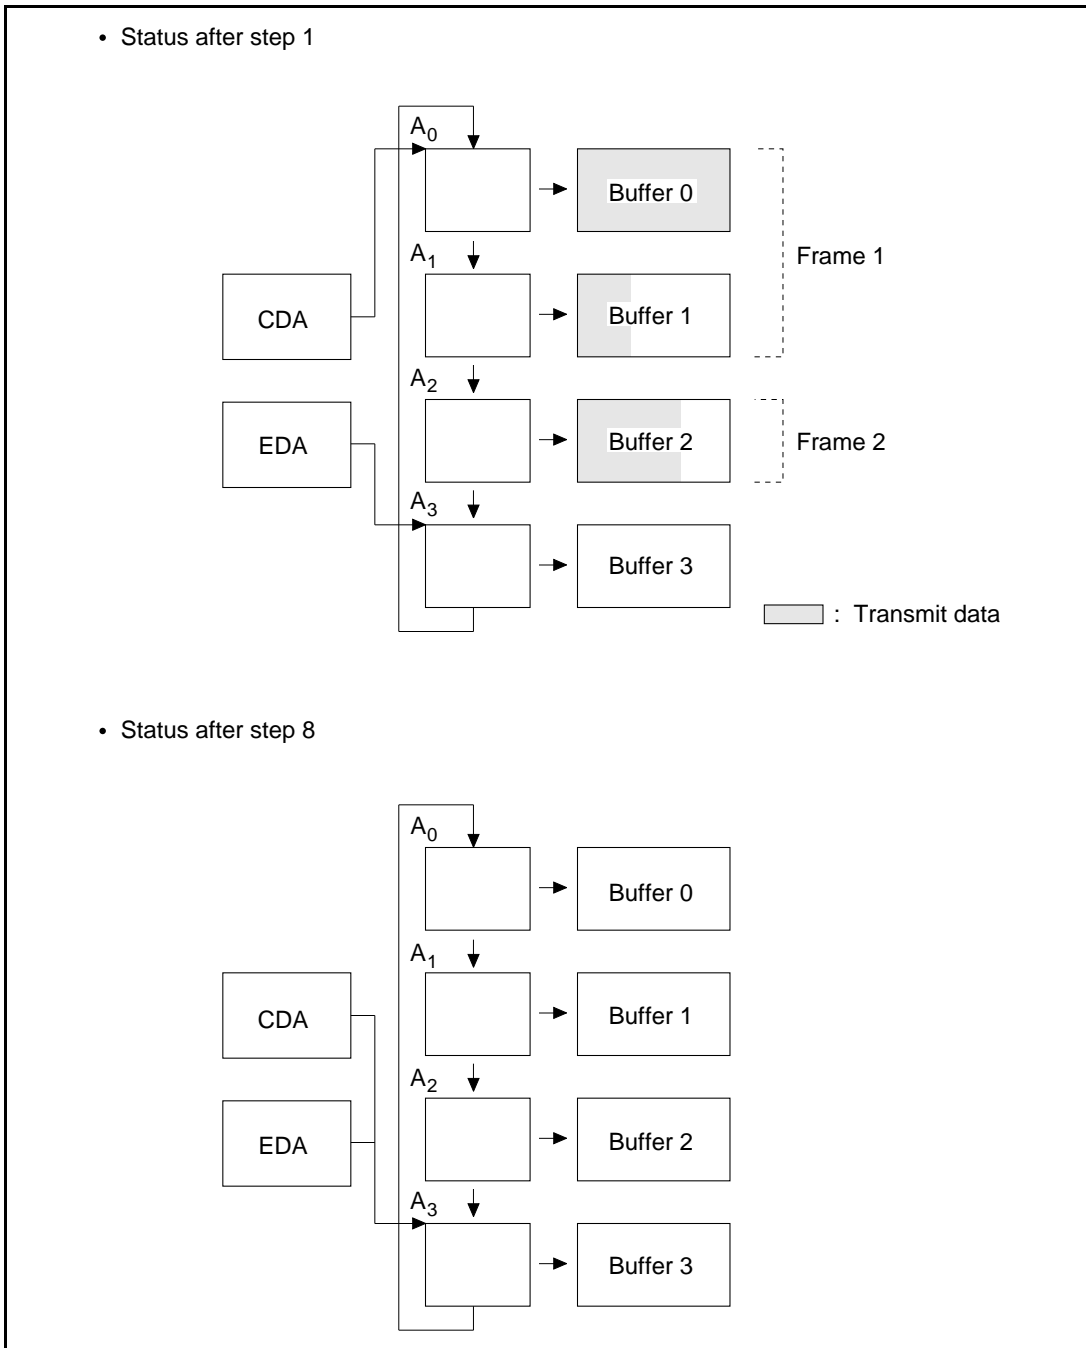 • Status after step 1
A0
Buffer 0
A1
Frame 1
CDA
Buffer 1
A2
EDA
Buffer 2
Frame 2
A3
Buffer 3
: Transmit data
• Status after step 8
A0
Buffer 0
A1
CDA
Buffer 1
A2
EDA
Buffer 2
A3
Buffer 3